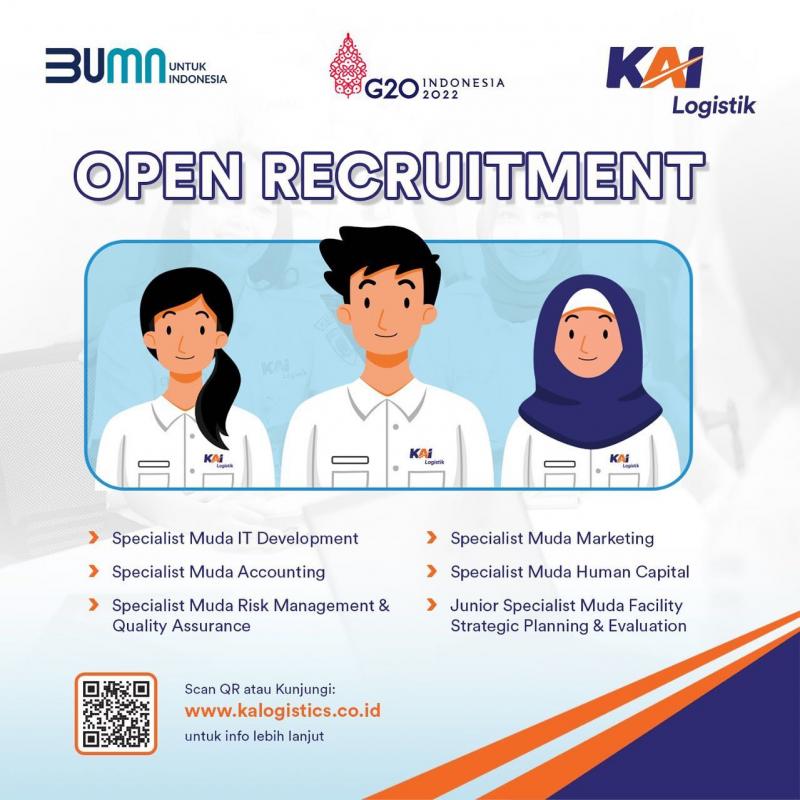 BUMN UNTUK
INDONESIA
G20 INDONESIA
2022
KAI
Logistik
OPEN RECRUITMENT
KAI
Logistik
KAI
Logistik
KAI
Logistik
Specialist Muda IT Development
Specialist Muda Accounting
Specialist Muda Risk Management &
Quality Assurance
Specialist Muda Marketing
Specialist Muda Human Capital
Junior Specialist Muda Facility
Strategic Planning & Evaluation
Scan QR atau Kunjungi:
www.kalogistics.co.id
untuk info lebih lanjut